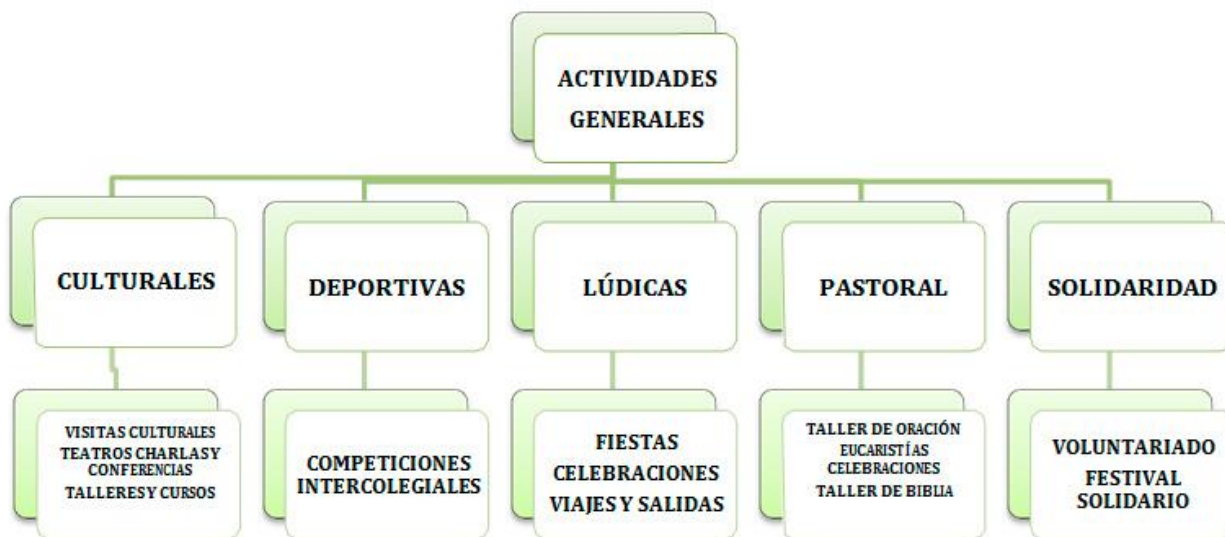 ACTIVIDADES
GENERALES
CULTURALES
DEPORTIVAS
LÚDICAS
PASTORAL
SOLIDARIDAD
VISITAS CULTURALES
TEATROS CHARLAS Y
CONFERENCIAS
TALLERES Y CURSOS
COMPETICIONES
INTERCOLEGIALES
FIESTAS
CELEBRACIONES
VIAJES Y SALIDAS
TALLER DE ORACIÓN
EUCARISTÍAS
CELEBRACIONES
TALLER DE BIBLIA
VOLUNTARIADO
FESTIVAL
SOLIDARIO